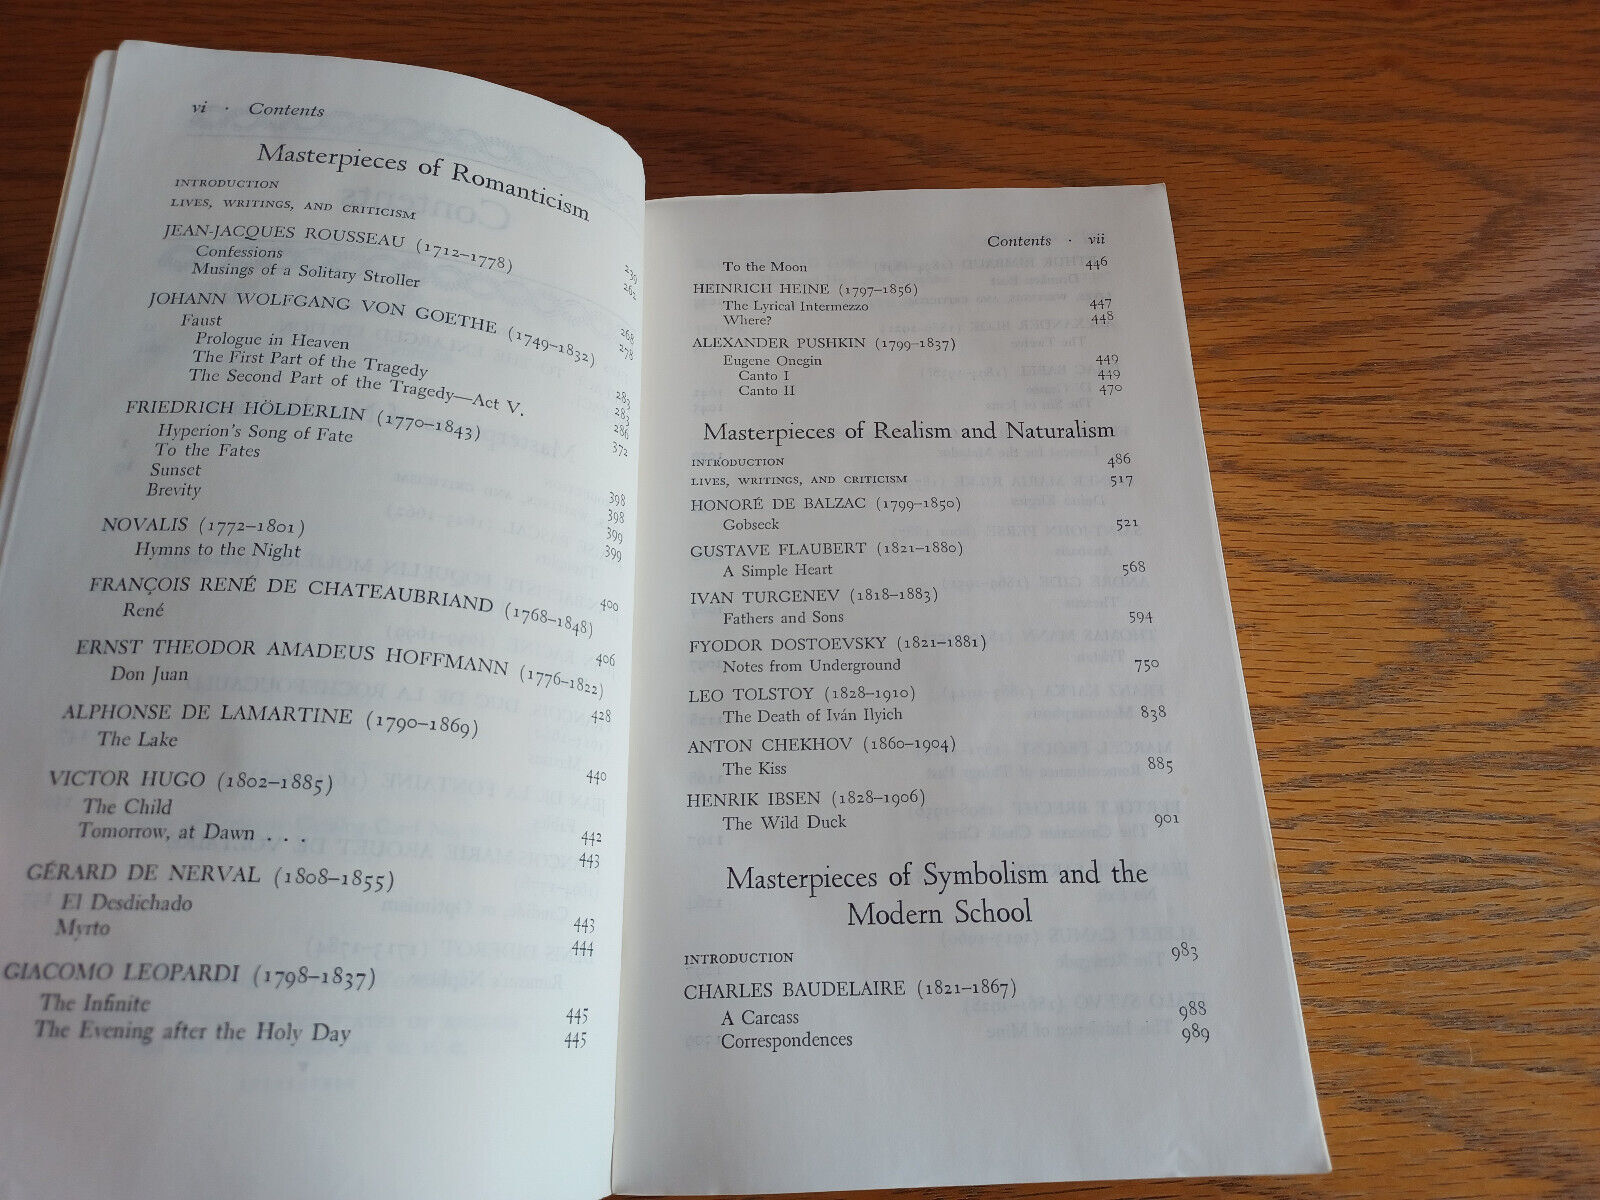 vi · Contents
Masterpieces of Romanticism
INTRODUCTION 239
LIVES, WRITINGS, AND CRITICISM 262
JEAN-JACQUES ROUSSEAU (1712–1778)
Confessions 268
Musings of a Solitary Stroller 278
JOHANN WOLFGANG VON GOETHE (1749–1832)
Faust 283
Prologue in Heaven 283
The First Part of the Tragedy 286
The Second Part of the Tragedy—Act V. 372
FRIEDRICH HÖLDERLIN (1770–1843)
Hyperion's Song of Fate 398
To the Fates 398
Sunset 399
Brevity 399
NOVALIS (1772–1801)
Hymns to the Night 400
FRANÇOIS RENÉ DE CHATEAUBRIAND (1768–1848)
René 406
ERNST THEODOR AMADEUS HOFFMANN (1776–1822)
Don Juan 428
ALPHONSE DE LAMARTINE (1790–1869)
The Lake 440
VICTOR HUGO (1802–1885)
The Child 442
Tomorrow, at Dawn . . . 443
GÉRARD DE NERVAL (1808–1855)
El Desdichado 443
Myrto 444
GIACOMO LEOPARDI (1798–1837)
The Infinite 445
The Evening after the Holy Day 445
Contents · vii
To the Moon 446
HEINRICH HEINE (1797–1856)
The Lyrical Intermezzo 447
Where? 448
ALEXANDER PUSHKIN (1799–1837)
Eugene Onegin 449
Canto I 449
Canto II 470
Masterpieces of Realism and Naturalism
INTRODUCTION 486
LIVES, WRITINGS, AND CRITICISM 517
HONORÉ DE BALZAC (1799–1850)
Gobseck 521
GUSTAVE FLAUBERT (1821–1880)
A Simple Heart 568
IVAN TURGENEV (1818–1883)
Fathers and Sons 594
FYODOR DOSTOEVSKY (1821–1881)
Notes from Underground 750
LEO TOLSTOY (1828–1910)
The Death of Iván Ilyich 838
ANTON CHEKHOV (1860–1904)
The Kiss 885
HENRIK IBSEN (1828–1906)
The Wild Duck 901
Masterpieces of Symbolism and the
Modern School
INTRODUCTION 983
CHARLES BAUDELAIRE (1821–1867)
A Carcass 988
Correspondences 989